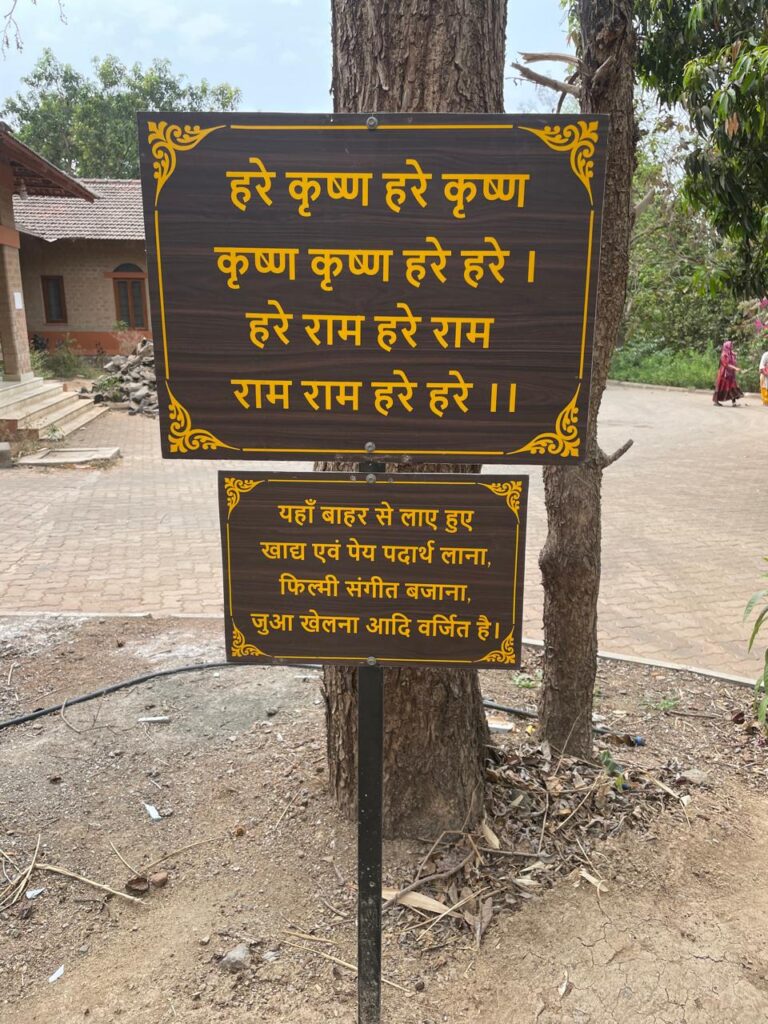 हरे कृष्ण हरे कृष्ण
कृष्ण कृष्ण हरे हरे ।
हरे राम हरे राम
राम राम हरे हरे ।।
यहाँ बाहर से लाए हुए
खाद्य एवं पेय पदार्थ लाना,
फिल्मी संगीत बजाना,
जुआ खेलना आदि वर्जित है।